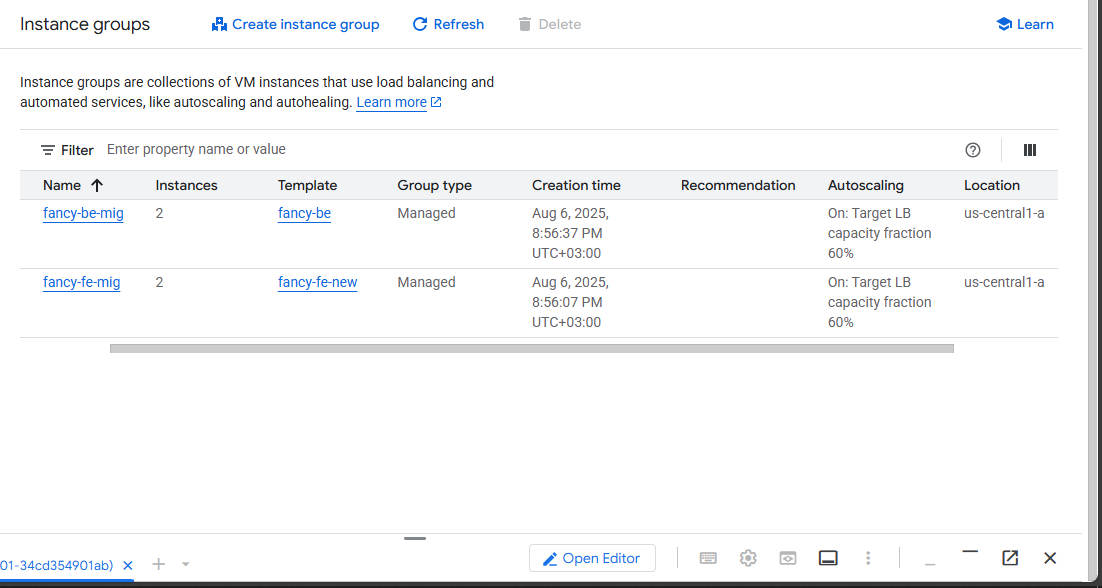 Instance groups
Create instance group
Refresh
Delete
Learn
Instance groups are collections of VM instances that use load balancing and
automated services, like autoscaling and autohealing. Learn more
Filter Enter property name or value
Name Instances Template Group type Creation time Recommendation Autoscaling Location
fancy-be-mig 2 fancy-be Managed Aug 6, 2025, On: Target LB us-central1-a
8:56:37 PM capacity fraction
UTC+03:00 60%
fancy-fe-mig 2 fancy-fe-new Managed Aug 6, 2025, On: Target LB us-central1-a
8:56:07 PM capacity fraction
UTC+03:00 60%
01-34cd354901ab)
Open Editor